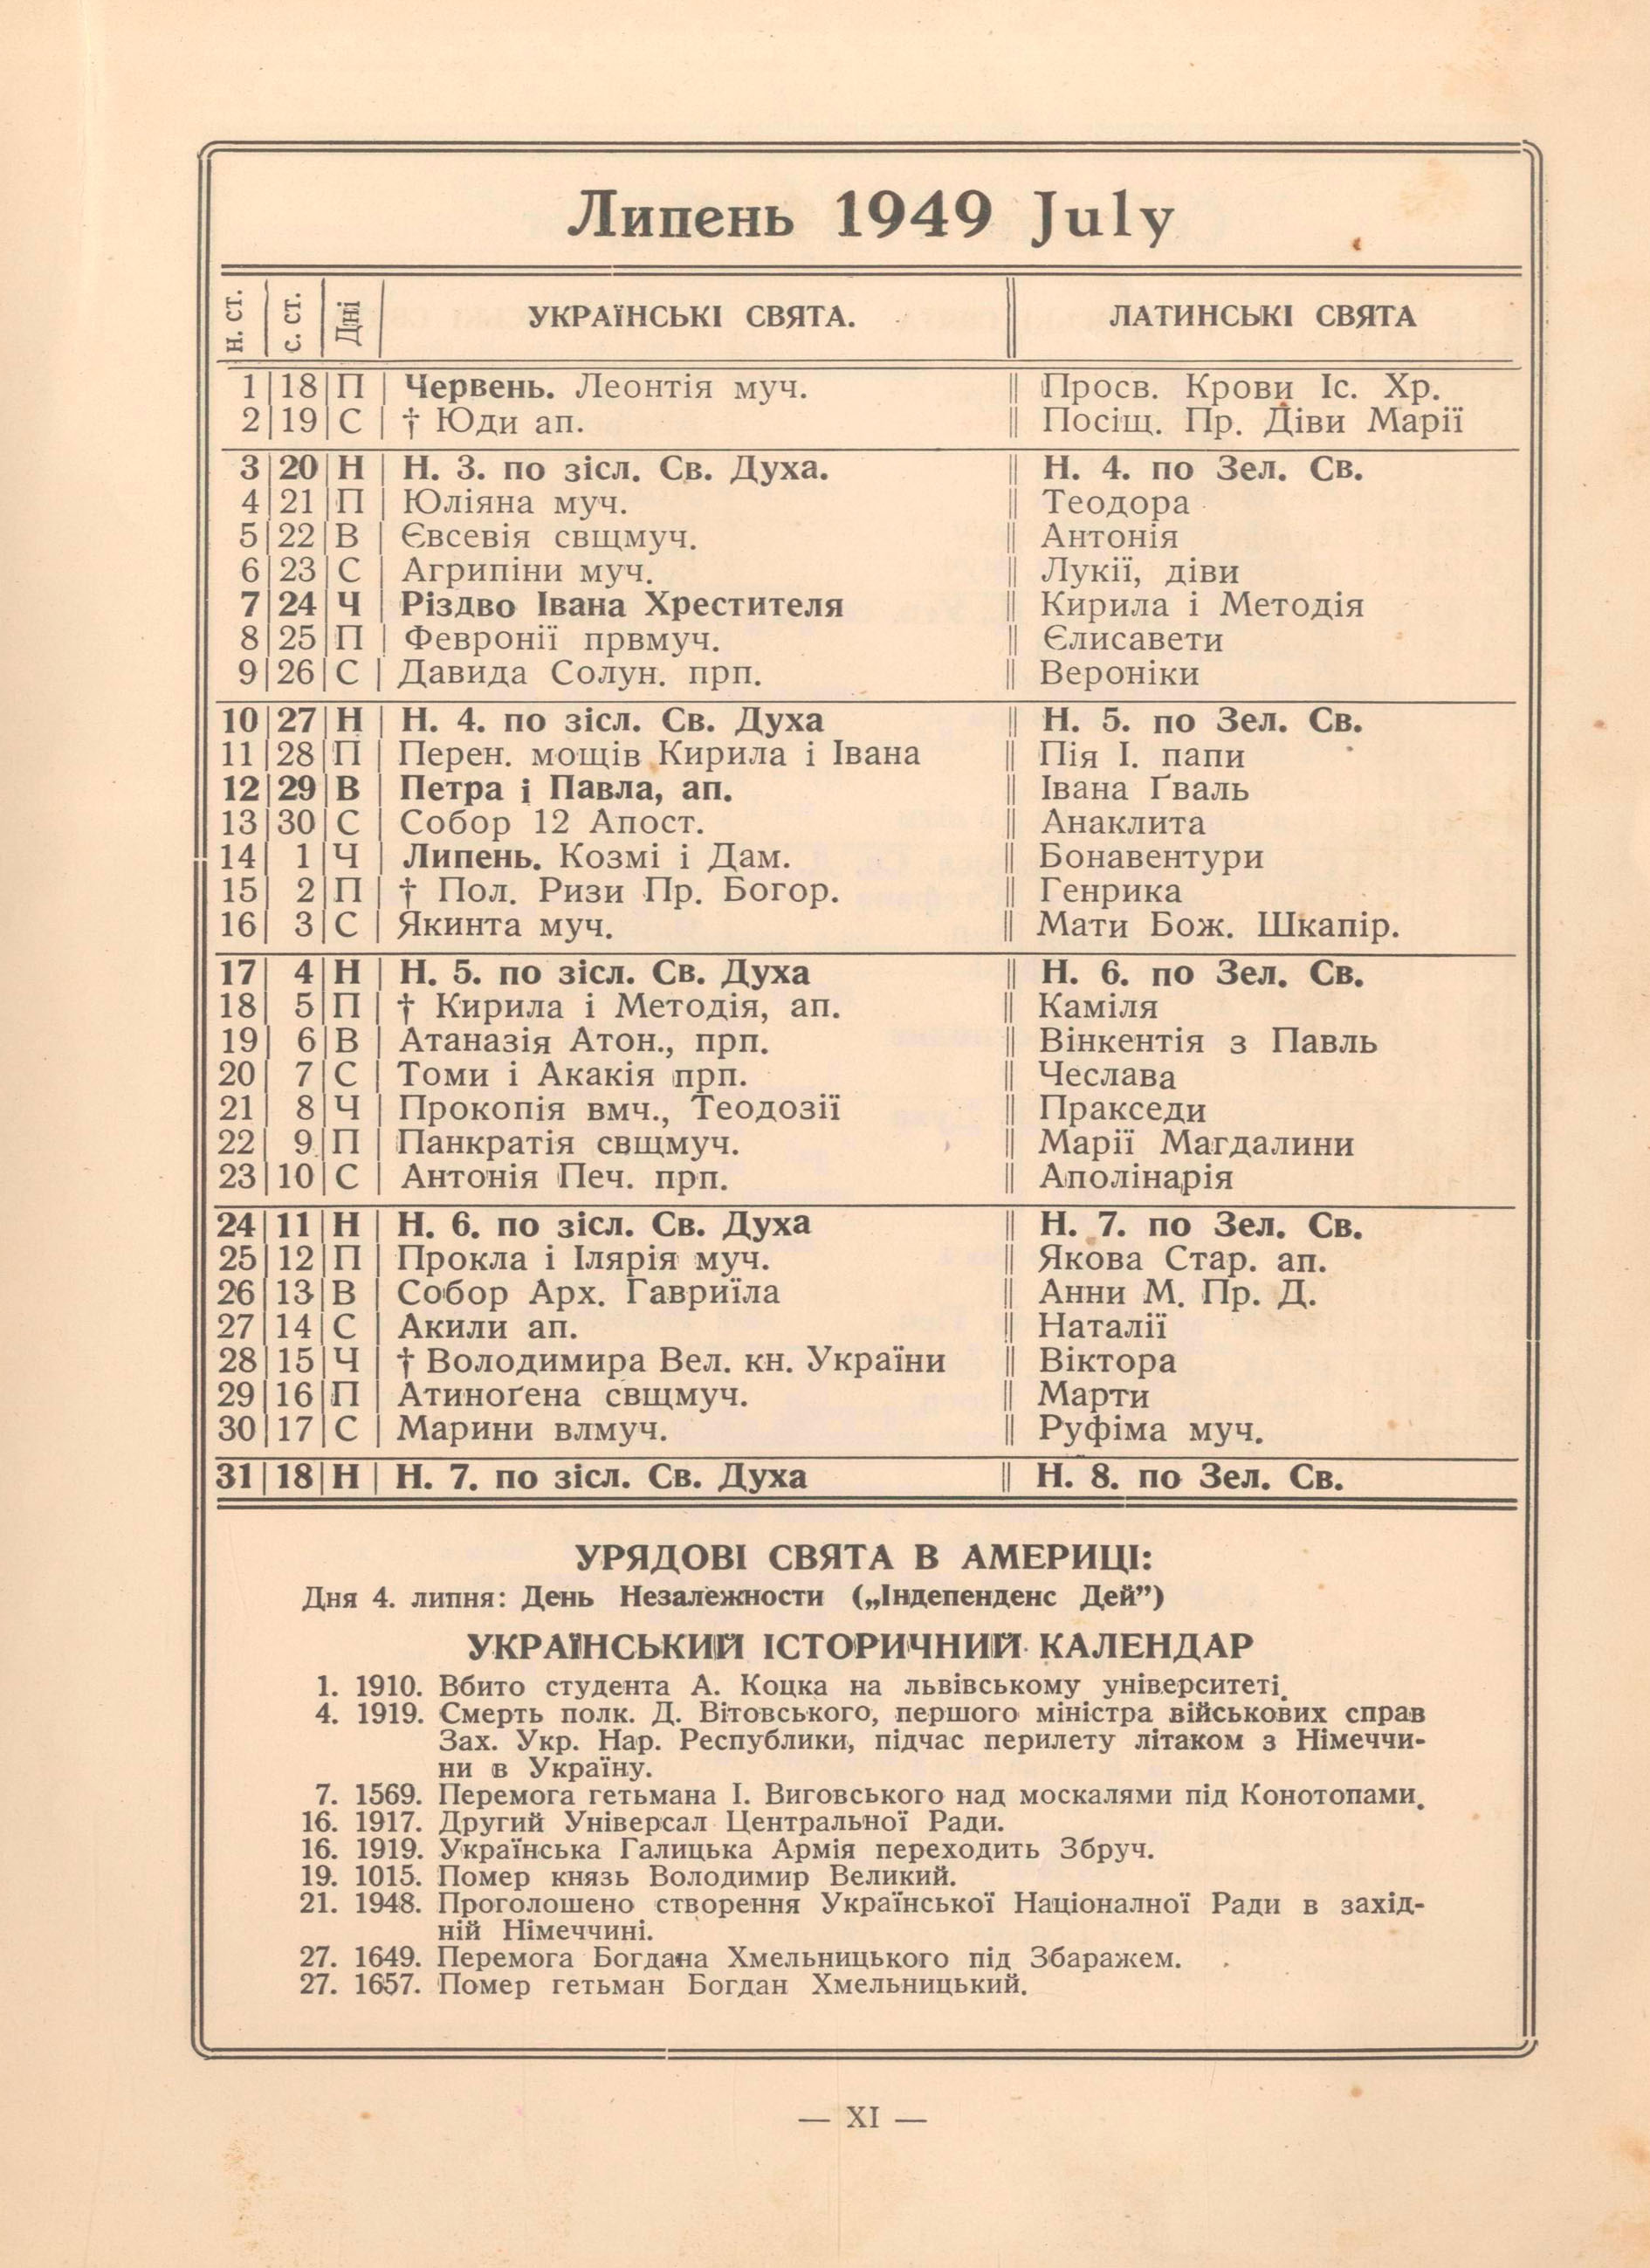 Липень 1949 July
н. ст. | с. ст. | Дні | УКРАЇНСЬКІ СВЯТА. || ЛАТИНСЬКІ СВЯТА
1|18|П | Червень. Леонтія муч. || Просв. Крови Іс. Хр.
2|19|С | † Юди ап. || Посіщ. Пр. Діви Марії
3|20|Н | Н. 3. по зісл. Св. Духа. || Н. 4. по Зел. Св.
4|21|П | Юліяна муч. || Теодора
5|22|В | Євсевія свщмуч. || Антонія
6|23|С | Агрипіни муч. || Лукії, діви
7|24|Ч | Різдво Івана Хрестителя || Кирила і Методія
8|25|П | Февронії првмуч. || Єлисавети
9|26|С | Давида Солун. прп. || Вероніки
10|27|Н | Н. 4. по зісл. Св. Духа || Н. 5. по Зел. Св.
11|28|П | Перен. мощів Кирила і Івана || Пія I. папи
12|29|В | Петра і Павла, ап. || Івана Ґваль
13|30|С | Собор 12 Апост. || Анаклита
14| 1|Ч | Липень. Козмі і Дам. || Бонавентури
15| 2|П | † Пол. Ризи Пр. Богор. || Генрика
16| 3|С | Якинта муч. || Мати Бож. Шкапір.
17| 4|Н | Н. 5. по зісл. Св. Духа || Н. 6. по Зел. Св.
18| 5|П | † Кирила і Методія, ап. || Каміля
19| 6|В | Атаназія Атон., прп. || Вінкентія з Павль
20| 7|С | Томи і Акакія прп. || Чеслава
21| 8|Ч | Прокопія вмч., Теодозії || Пракседи
22| 9|П | Панкратія свщмуч. || Марії Магдалини
23|10|С | Антонія Печ. прп. || Аполінарія
24|11|Н | Н. 6. по зісл. Св. Духа || Н. 7. по Зел. Св.
25|12|П | Прокла і Ілярія муч. || Якова Стар. ап.
26|13|В | Собор Арх. Гавриїла || Анни М. Пр. Д.
27|14|С | Акили ап. || Наталії
28|15|Ч | † Володимира Вел. кн. України || Віктора
29|16|П | Атиноґена свщмуч. || Марти
30|17|С | Марини влмуч. || Руфіма муч.
31|18|Н | Н. 7. по зісл. Св. Духа || Н. 8. по Зел. Св.
УРЯДОВІ СВЯТА В АМЕРИЦІ:
Дня 4. липня: День Незалежности („Індепенденс Дей”)
УКРАЇНСЬКИЙ ІСТОРИЧНИЙ КАЛЕНДАР
1. 1910. Вбито студента А. Коцка на львівському університеті.
4. 1919. Смерть полк. Д. Вітовського, першого міністра військових справ
Зах. Укр. Нар. Республики, підчас перилету літаком з Німеччи-
ни в Україну.
7. 1569. Перемога гетьмана І. Виговського над москалями під Конотопами.
16. 1917. Другий Універсал Центральної Ради.
16. 1919. Українська Галицька Армія переходить Збруч.
19. 1015. Помер князь Володимир Великий.
21. 1948. Проголошено створення Української Націоналної Ради в захід-
ній Німеччині.
27. 1649. Перемога Богдана Хмельницького під Збаражем.
27. 1657. Помер гетьман Богдан Хмельницький.
— XI —